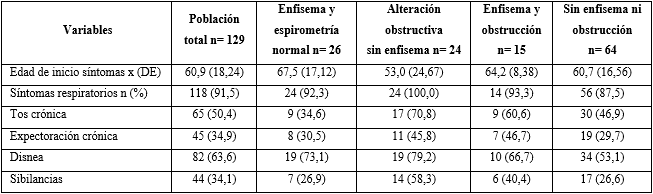 Variables | Población total n= 129 | Enfisema y espirometría normal n= 26 | Alteración obstructiva sin enfisema n= 24 | Enfisema y obstrucción n= 15 | Sin enfisema ni obstrucción n= 64
Edad de inicio síntomas x (DE) | 60,9 (18,24) | 67,5 (17,12) | 53,0 (24,67) | 64,2 (8,38) | 60,7 (16,56)
Síntomas respiratorios n (%) | 118 (91,5) | 24 (92,3) | 24 (100,0) | 14 (93,3) | 56 (87,5)
Tos crónica | 65 (50,4) | 9 (34,6) | 17 (70,8) | 9 (60,6) | 30 (46,9)
Expectoración crónica | 45 (34,9) | 8 (30,5) | 11 (45,8) | 7 (46,7) | 19 (29,7)
Disnea | 82 (63,6) | 19 (73,1) | 19 (79,2) | 10 (66,7) | 34 (53,1)
Sibilancias | 44 (34,1) | 7 (26,9) | 14 (58,3) | 6 (40,4) | 17 (26,6)